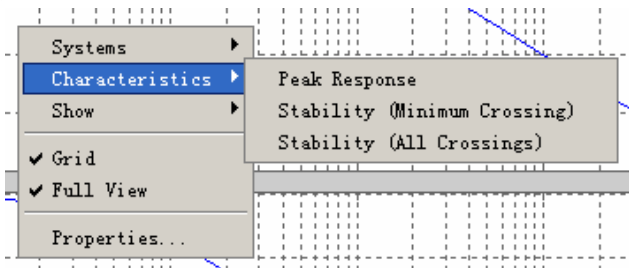 Systems
Characteristics
Show
Grid
Full View
Properties...
Peak Response
Stability (Minimum Crossing)
Stability (All Crossings)